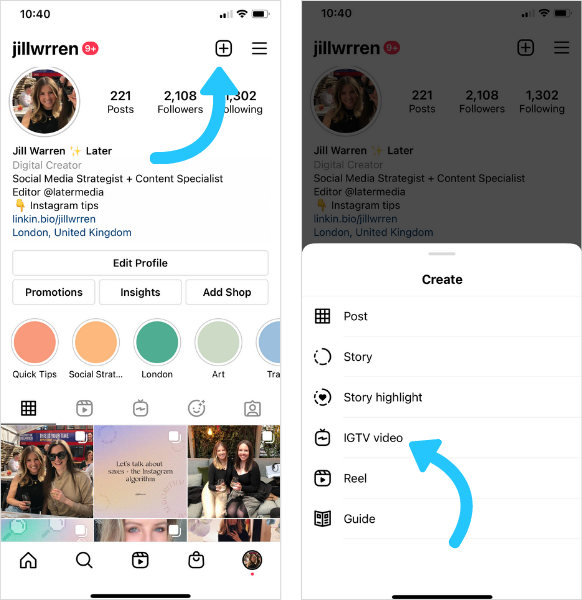 10:40
jillwrren 9+
221 2,108 1,302
Posts Followers Following
Jill Warren ✨ Later
Digital Creator
Social Media Strategist + Content Specialist
Editor @latermedia
👇 Instagram tips
linkin.bio/jillwrren
London, United Kingdom
Edit Profile
Promotions Insights Add Shop
Quick Tips Social Strat... London Art Tra
Let's talk about
saves + the Instagram
algorithm
10:40
jillwrren 9+
221 2,108 1,302
Posts Followers Following
Jill Warren ✨ Later
Digital Creator
Social Media Strategist + Content Specialist
Editor @latermedia
👇 Instagram tips
linkin.bio/jillwrren
London, United Kingdom
Create
Post
Story
Story highlight
IGTV video
Reel
Guide